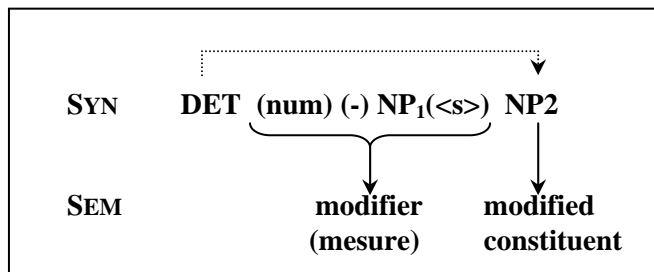 SYN DET (num) (-) NP₁(<s>) NP2
SEM modifier modified
(mesure) constituent